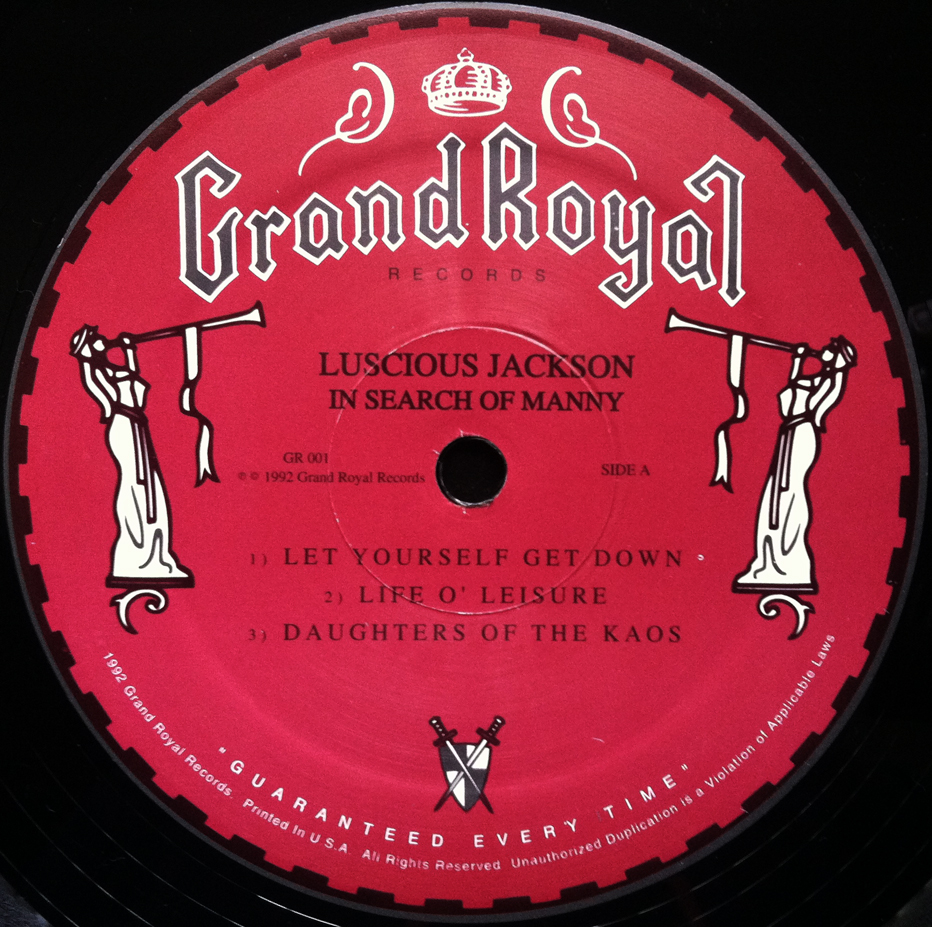 Grand Royal
RECORDS
LUSCIOUS JACKSON
IN SEARCH OF MANNY
GR 001
℗ © 1992 Grand Royal Records
SIDE A
1) LET YOURSELF GET DOWN
2) LIFE O' LEISURE
3) DAUGHTERS OF THE KAOS
"GUARANTEED EVERY TIME"
1992 Grand Royal Records. Printed In U.S.A. All Rights Reserved Unauthorized Duplication is a Violation of Applicable Laws